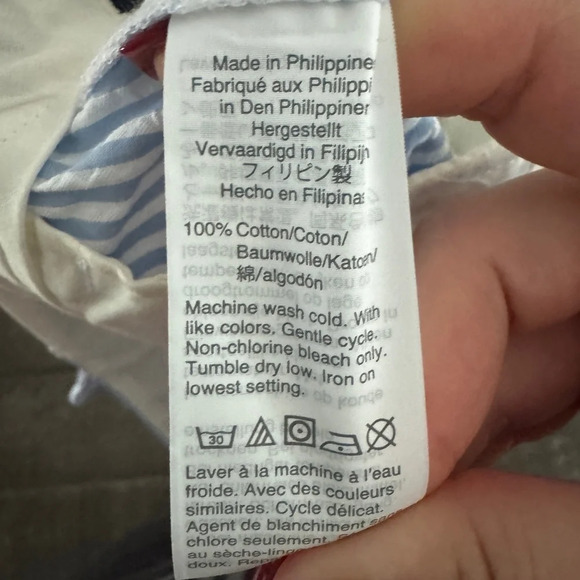 Made in Philippine
Fabriqué aux Philippi
in Den Philippiner
Hergestellt
Vervaardigd in Filipijn
フィリピン製
Hecho en Filipinas
100% Cotton/Coton/
Baumwolle/Katoen/
綿/algodón
Machine wash cold. With
like colors. Gentle cycle.
Non-chlorine bleach only.
Tumble dry low. Iron on
lowest setting.
30
Laver à la machine à l'eau
froide. Avec des couleurs
similaires. Cycle délicat.
Agent de blanchiment sans
chlore seulement.
au sèche-ling
doux. Rep